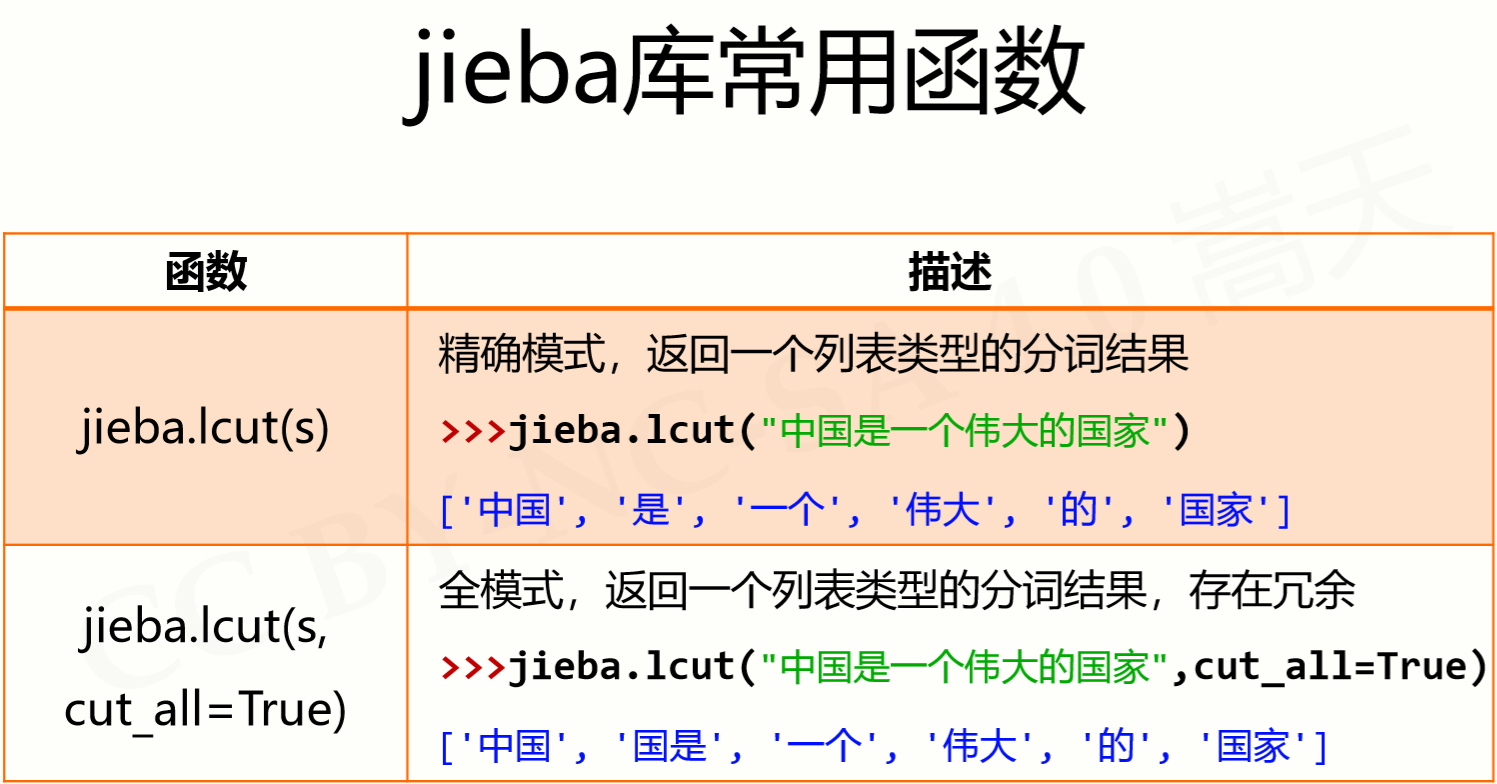 jieba库常用函数
函数
描述
jieba.lcut(s)
精确模式，返回一个列表类型的分词结果
>>>jieba.lcut("中国是一个伟大的国家")
['中国', '是', '一个', '伟大', '的', '国家']
jieba.lcut(s,
cut_all=True)
全模式，返回一个列表类型的分词结果，存在冗余
>>>jieba.lcut("中国是一个伟大的国家",cut_all=True)
['中国', '国是', '一个', '伟大', '的', '国家']
CC BY NC SA 4.0 嵩天